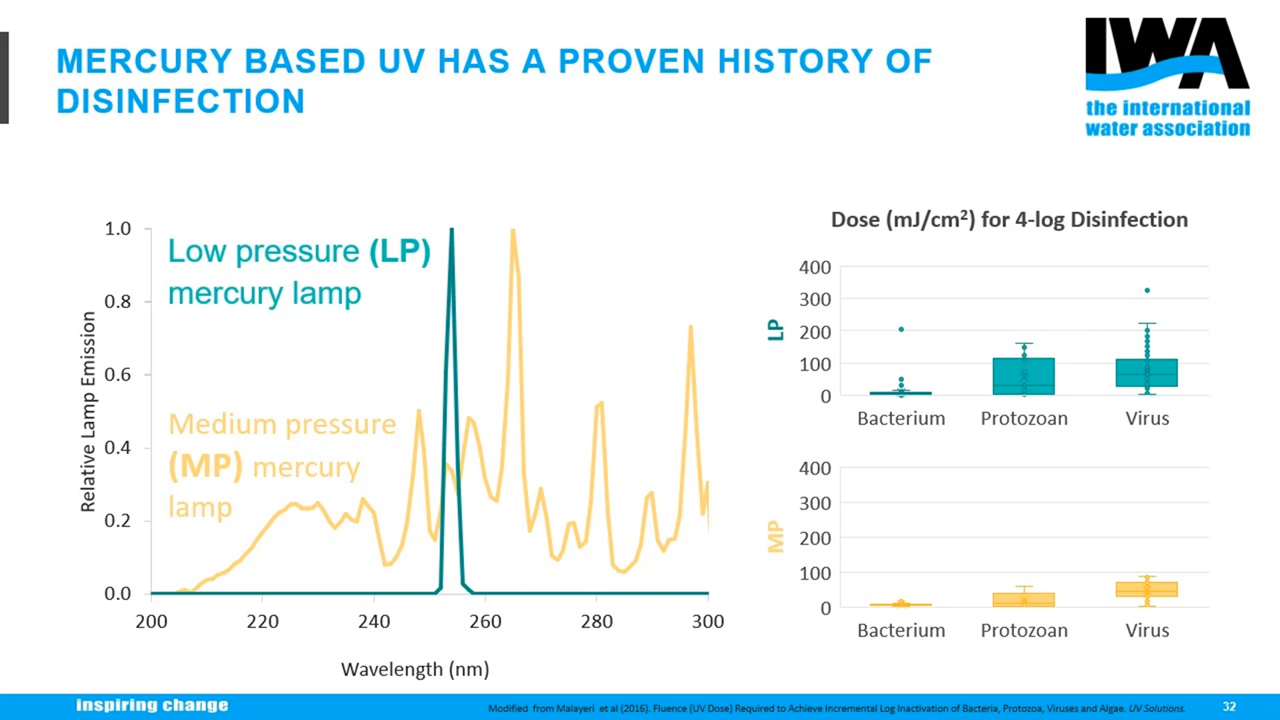 MERCURY BASED UV HAS A PROVEN HISTORY OF
DISINFECTION
IWA
the international
water association
Relative Lamp Emission
1.0
0.8
0.6
0.4
0.2
0.0
Low pressure (LP)
mercury lamp
Medium pressure
(MP) mercury
lamp
200 220 240 260 280 300
Wavelength (nm)
Dose (mJ/cm²) for 4-log Disinfection
LP
400
300
200
100
0
Bacterium Protozoan Virus
MP
400
300
200
100
0
Bacterium Protozoan Virus
inspiring change
Modified from Malayeri et al (2016). Fluence (UV Dose) Required to Achieve Incremental Log Inactivation of Bacteria, Protozoa, Viruses and Algae. UV Solutions.
32